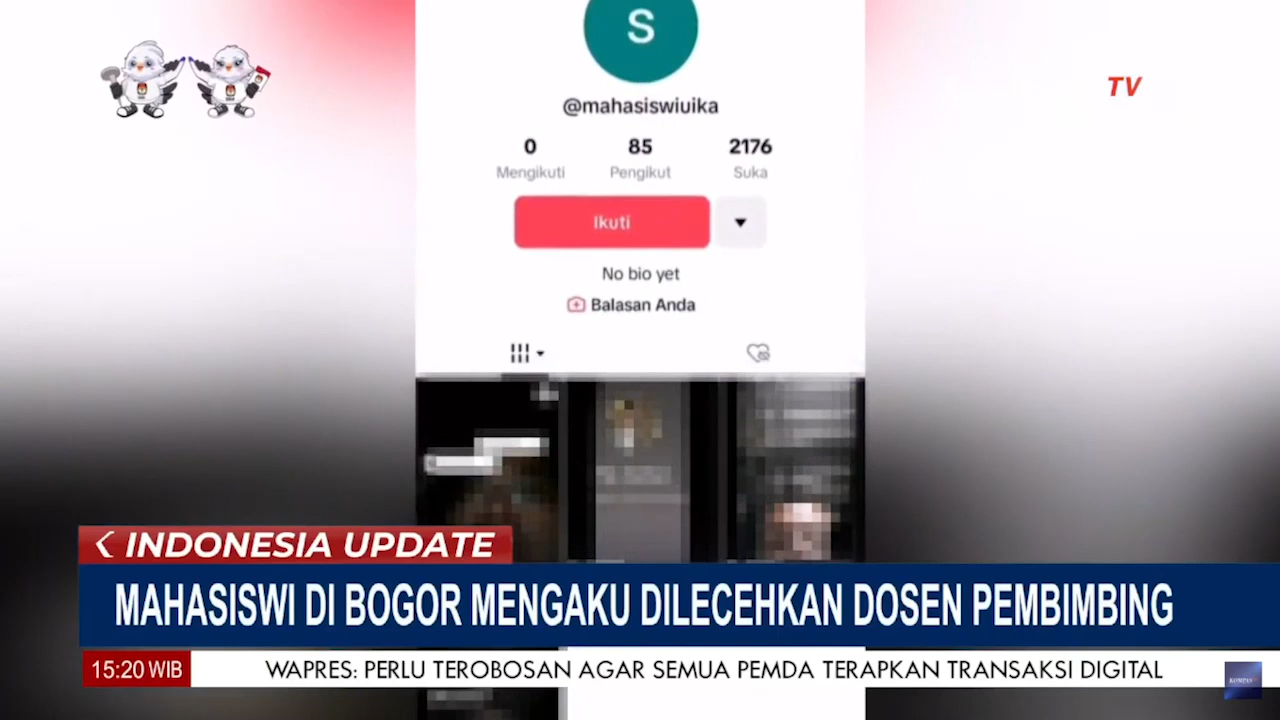 S
TV
@mahasiswiuika
0 85 2176
Mengikuti Pengikut Suka
Ikuti
No bio yet
Balasan Anda
INDONESIA UPDATE
MAHASISWI DI BOGOR MENGAKU DILECEHKAN DOSEN PEMBIMBING
15:20 WIB WAPRES: PERLU TEROBOSAN AGAR SEMUA PEMDA TERAPKAN TRANSAKSI DIGITAL
KOMPAS